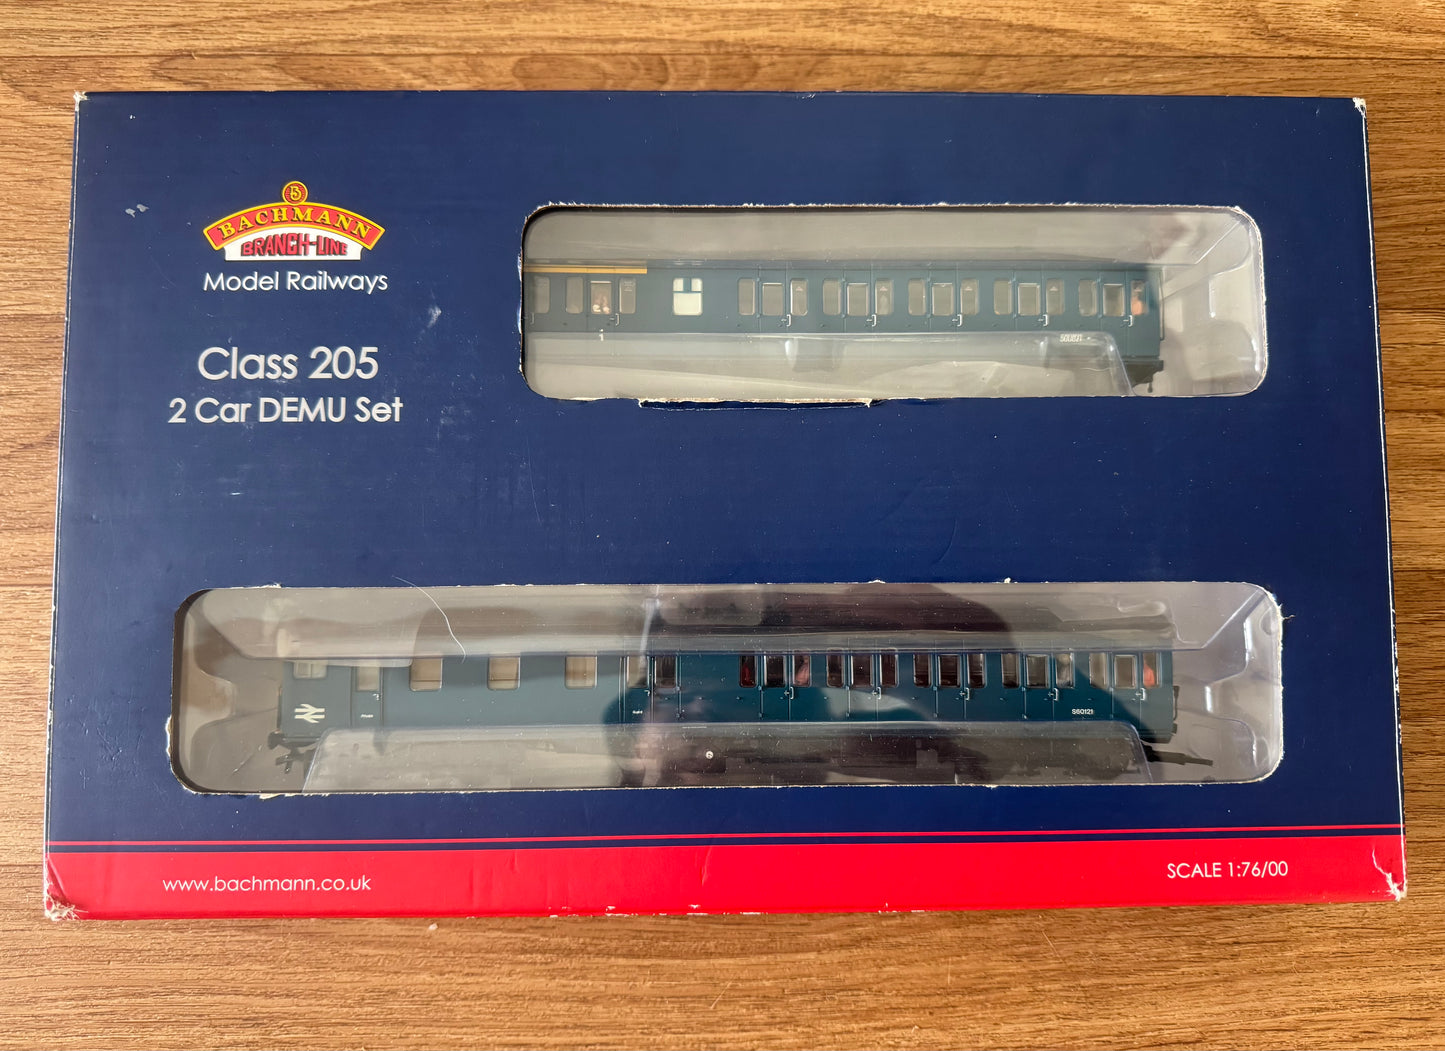 B
BACHMANN
BRANCH-LINE
Model Railways
Class 205
2 Car DEMU Set
1
S60121
www.bachmann.co.uk
SCALE 1:76/00